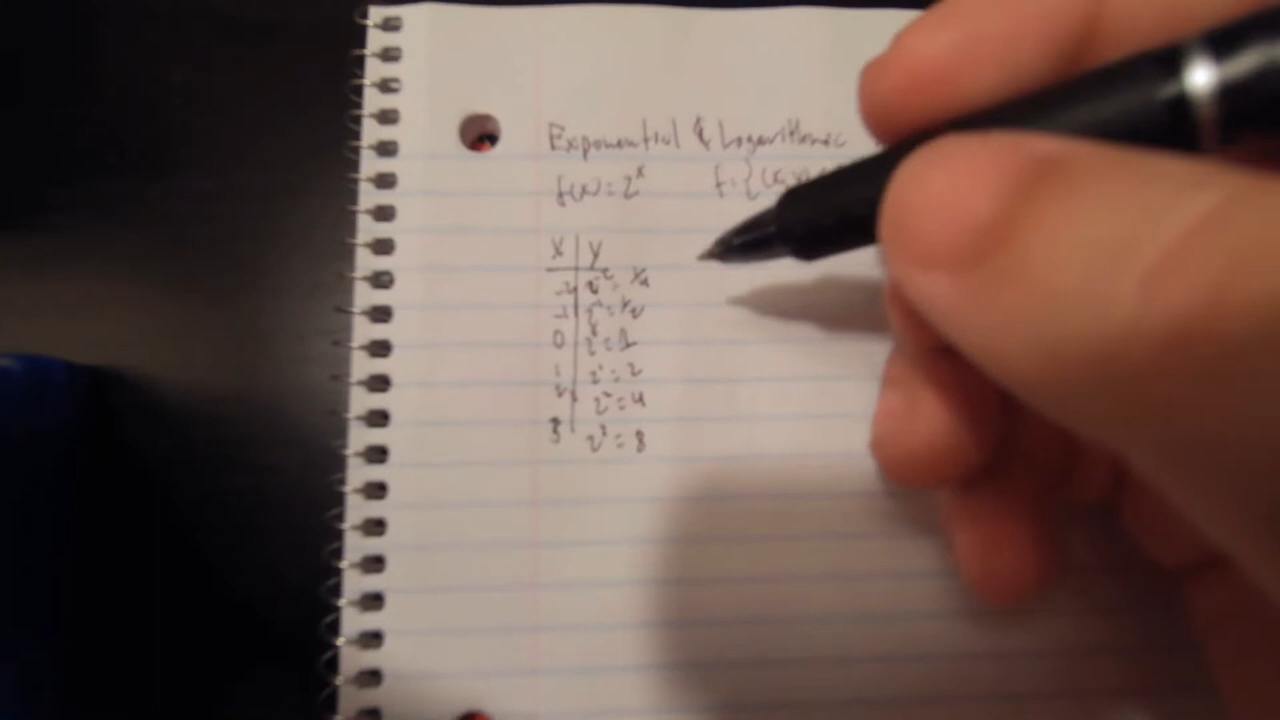 Exponential & Logarithmic
f(x) = 2^x f = {(x,
x | y
-2 | 2^-2 = 1/4
-1 | 2^-1 = 1/2
0 | 2^0 = 1
1 | 2^1 = 2
2 | 2^2 = 4
3 | 2^3 = 8